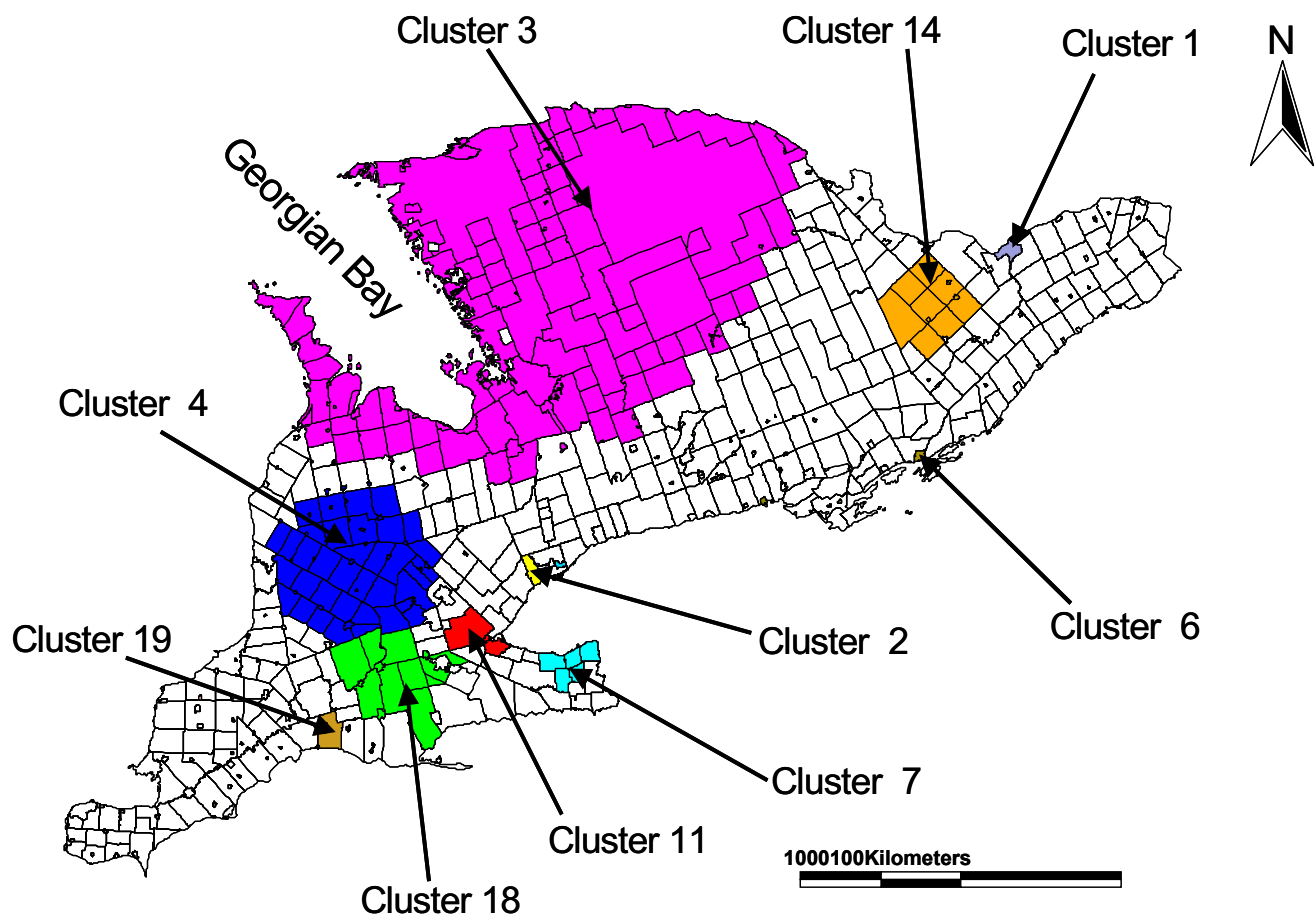 Cluster 3
Cluster 14
Cluster 1
N
Georgian Bay
Cluster 4
Cluster 19
Cluster 2
Cluster 6
Cluster 7
Cluster 11
Cluster 18
1000100Kilometers